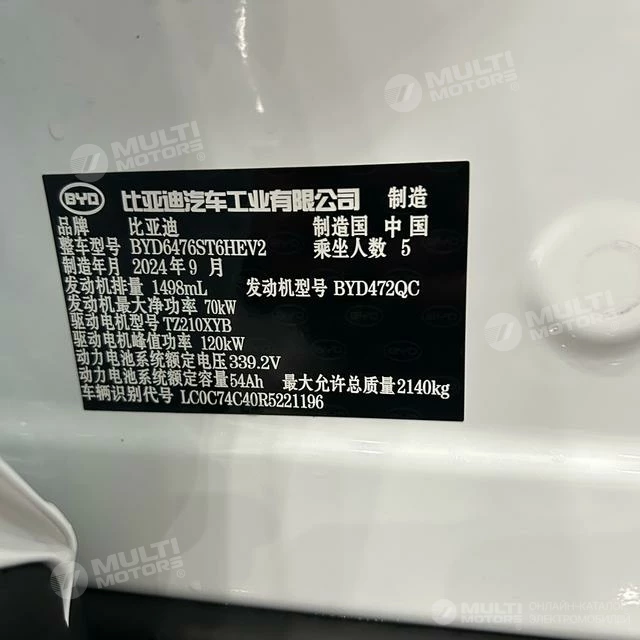 MULTI MOTORS®
MULTI MOTORS®
BYD 比亚迪汽车工业有限公司 制造
品牌 比亚迪 制造国 中国
整车型号 BYD6476ST6HEV2 乘坐人数 5
制造年月 2024年9月
发动机排量 1498mL 发动机型号 BYD472QC
发动机最大净功率 70kW
驱动电机型号 TZ210XYB
驱动电机峰值功率 120kW
动力电池系统额定电压 339.2V
动力电池系统额定容量 54Ah 最大允许总质量 2140kg
车辆识别代号 LC0C74C40R5221196
MULTI MOTORS®
MULTI MOTORS
ОНЛАЙН-КАТАЛОГ
ЭЛЕКТРОМОБИЛЕЙ